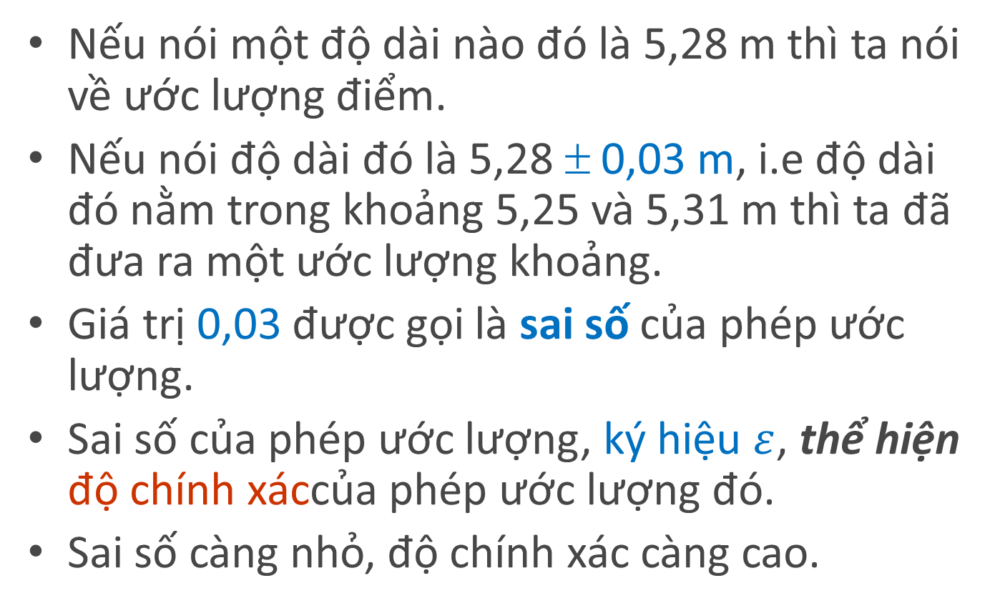 • Nếu nói một độ dài nào đó là 5,28 m thì ta nói
về ước lượng điểm.
• Nếu nói độ dài đó là 5,28 ± 0,03 m, i.e độ dài
đó nằm trong khoảng 5,25 và 5,31 m thì ta đã
đưa ra một ước lượng khoảng.
• Giá trị 0,03 được gọi là sai số của phép ước
lượng.
• Sai số của phép ước lượng, ký hiệu ε, thể hiện
độ chính xáccủa phép ước lượng đó.
• Sai số càng nhỏ, độ chính xác càng cao.